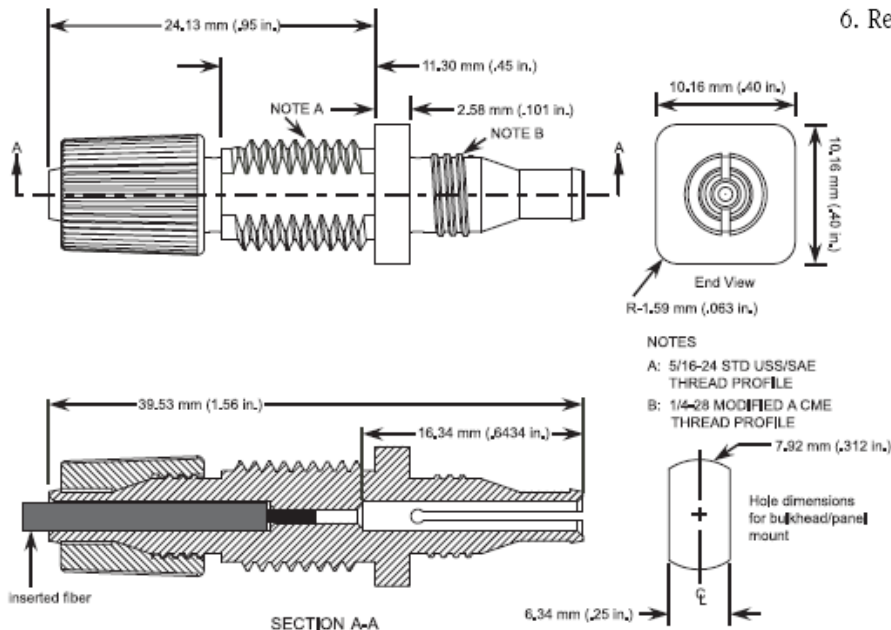 6. Re
24.13 mm (.95 in.)
11.30 mm (.45 in.)
10.16 mm (.40 in.)
NOTE A
2.58 mm (.101 in.)
NOTE B
A
A
10.16 mm
(.40 in.)
End View
R-1.59 mm (.063 in.)
NOTES
A: 5/16-24 STD USS/SAE
THREAD PROFILE
B: 1/4-28 MODIFIED A CME
THREAD PROFILE
39.53 mm (1.56 in.)
16.34 mm (.6434 in.)
7.92 mm (.312 in.)
Hole dimensions
for bulkhead/panel
mount
inserted fiber
6.34 mm (.25 in.)
CL
SECTION A-A